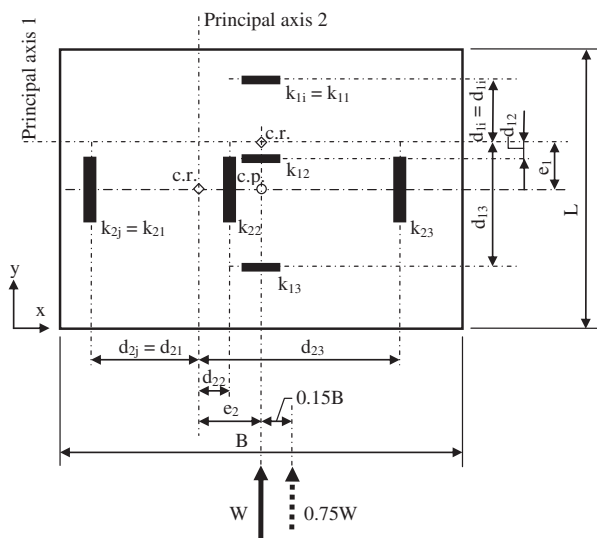 Principal axis 2
Principal axis 1
k₁ᵢ = k₁₁
d₁ᵢ = d₁ᵢ
d₁₂
c.r.
k₁₂
e₁
c.r.
c.p.
d₁₃
L
k₂ⱼ = k₂₁
k₂₂
k₂₃
k₁₃
y
x
d₂ⱼ = d₂₁
d₂₃
d₂₂
e₂
0.15B
B
W
0.75W